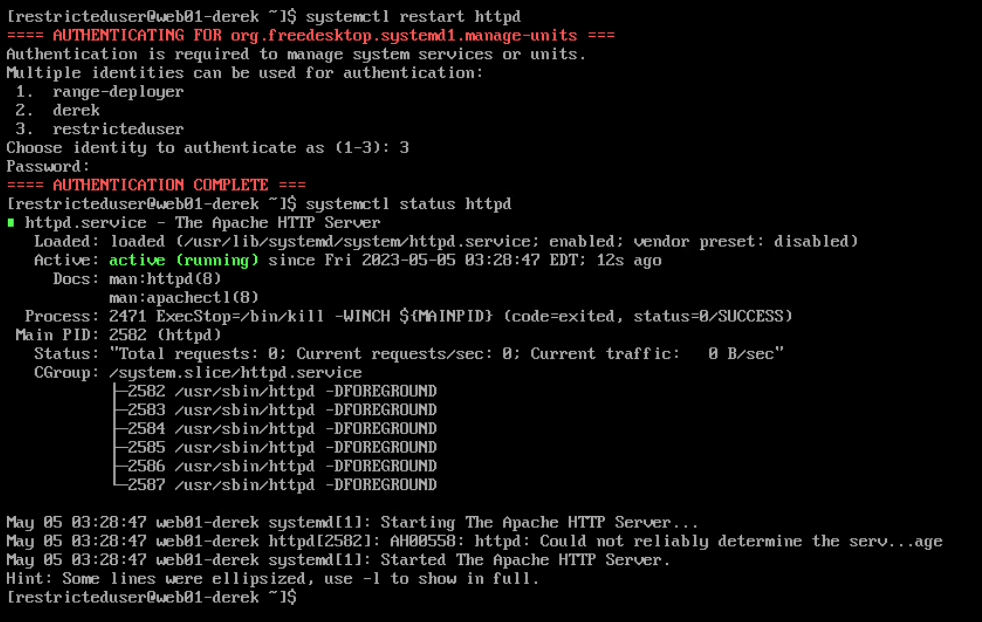 [restricteduser@web01-derek ~]$ systemctl restart httpd
==== AUTHENTICATING FOR org.freedesktop.systemd1.manage-units ===
Authentication is required to manage system services or units.
Multiple identities can be used for authentication:
 1.  range-deployer
 2.  derek
 3.  restricteduser
Choose identity to authenticate as (1-3): 3
Password:
==== AUTHENTICATION COMPLETE ===
[restricteduser@web01-derek ~]$ systemctl status httpd
httpd.service - The Apache HTTP Server
   Loaded: loaded (/usr/lib/systemd/system/httpd.service; enabled; vendor preset: disabled)
   Active: active (running) since Fri 2023-05-05 03:28:47 EDT; 12s ago
     Docs: man:httpd(8)
           man:apachectl(8)
  Process: 2471 ExecStop=/bin/kill -WINCH ${MAINPID} (code=exited, status=0/SUCCESS)
 Main PID: 2582 (httpd)
   Status: "Total requests: 0; Current requests/sec: 0; Current traffic:   0 B/sec"
   CGroup: /system.slice/httpd.service
           ├─2582 /usr/sbin/httpd -DFOREGROUND
           ├─2583 /usr/sbin/httpd -DFOREGROUND
           ├─2584 /usr/sbin/httpd -DFOREGROUND
           ├─2585 /usr/sbin/httpd -DFOREGROUND
           ├─2586 /usr/sbin/httpd -DFOREGROUND
           └─2587 /usr/sbin/httpd -DFOREGROUND
May 05 03:28:47 web01-derek systemd[1]: Starting The Apache HTTP Server...
May 05 03:28:47 web01-derek httpd[2582]: AH00558: httpd: Could not reliably determine the serv...age
May 05 03:28:47 web01-derek systemd[1]: Started The Apache HTTP Server.
Hint: Some lines were ellipsized, use -l to show in full.
[restricteduser@web01-derek ~]$